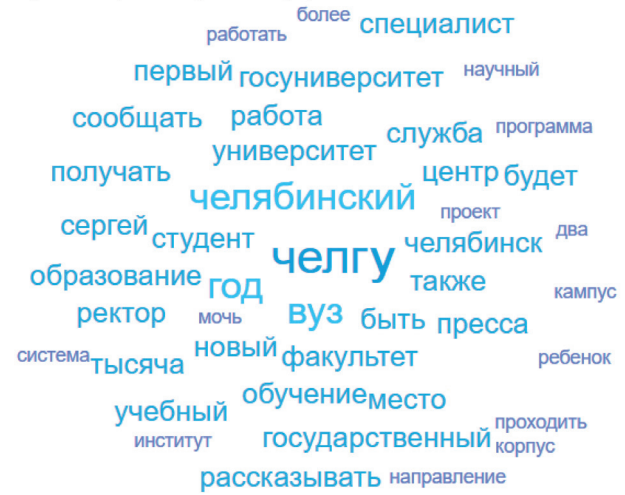 более
работать
специалист
первый
госуниверситет
научный
сообщать
работа
служба
программа
университет
получать
центр
будет
челябинский
проект
сергей
студент
челгу
челябинск
два
образование
год
также
кампус
ректор
мочь
вуз
быть
пресса
система
тысяча
новый
факультет
ребенок
обучение
место
учебный
институт
государственный
проходить
корпус
рассказывать
направление